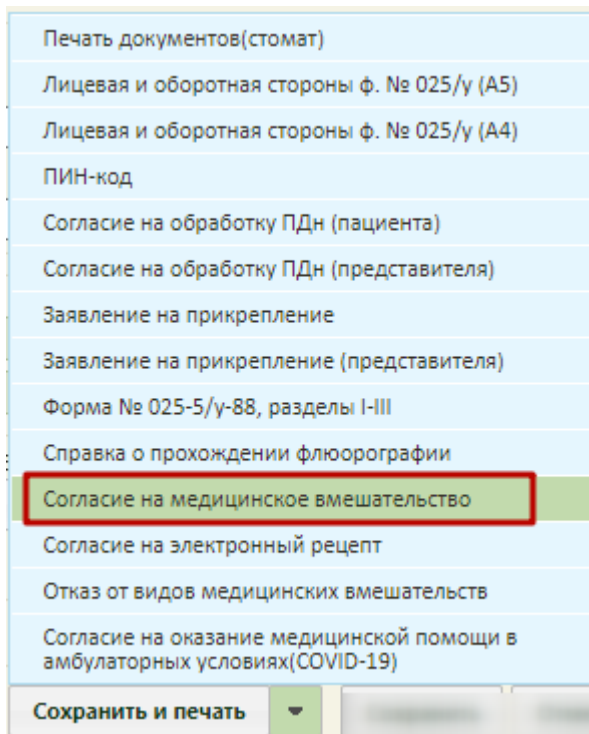 Печать документов(стомат)
Лицевая и оборотная стороны ф. № 025/у (А5)
Лицевая и оборотная стороны ф. № 025/у (А4)
ПИН-код
Согласие на обработку ПДн (пациента)
Согласие на обработку ПДн (представителя)
Заявление на прикрепление
Заявление на прикрепление (представителя)
Форма № 025-5/у-88, разделы I-III
Справка о прохождении флюорографии
Согласие на медицинское вмешательство
Согласие на электронный рецепт
Отказ от видов медицинских вмешательств
Согласие на оказание медицинской помощи в
амбулаторных условиях(COVID-19)
Сохранить и печать